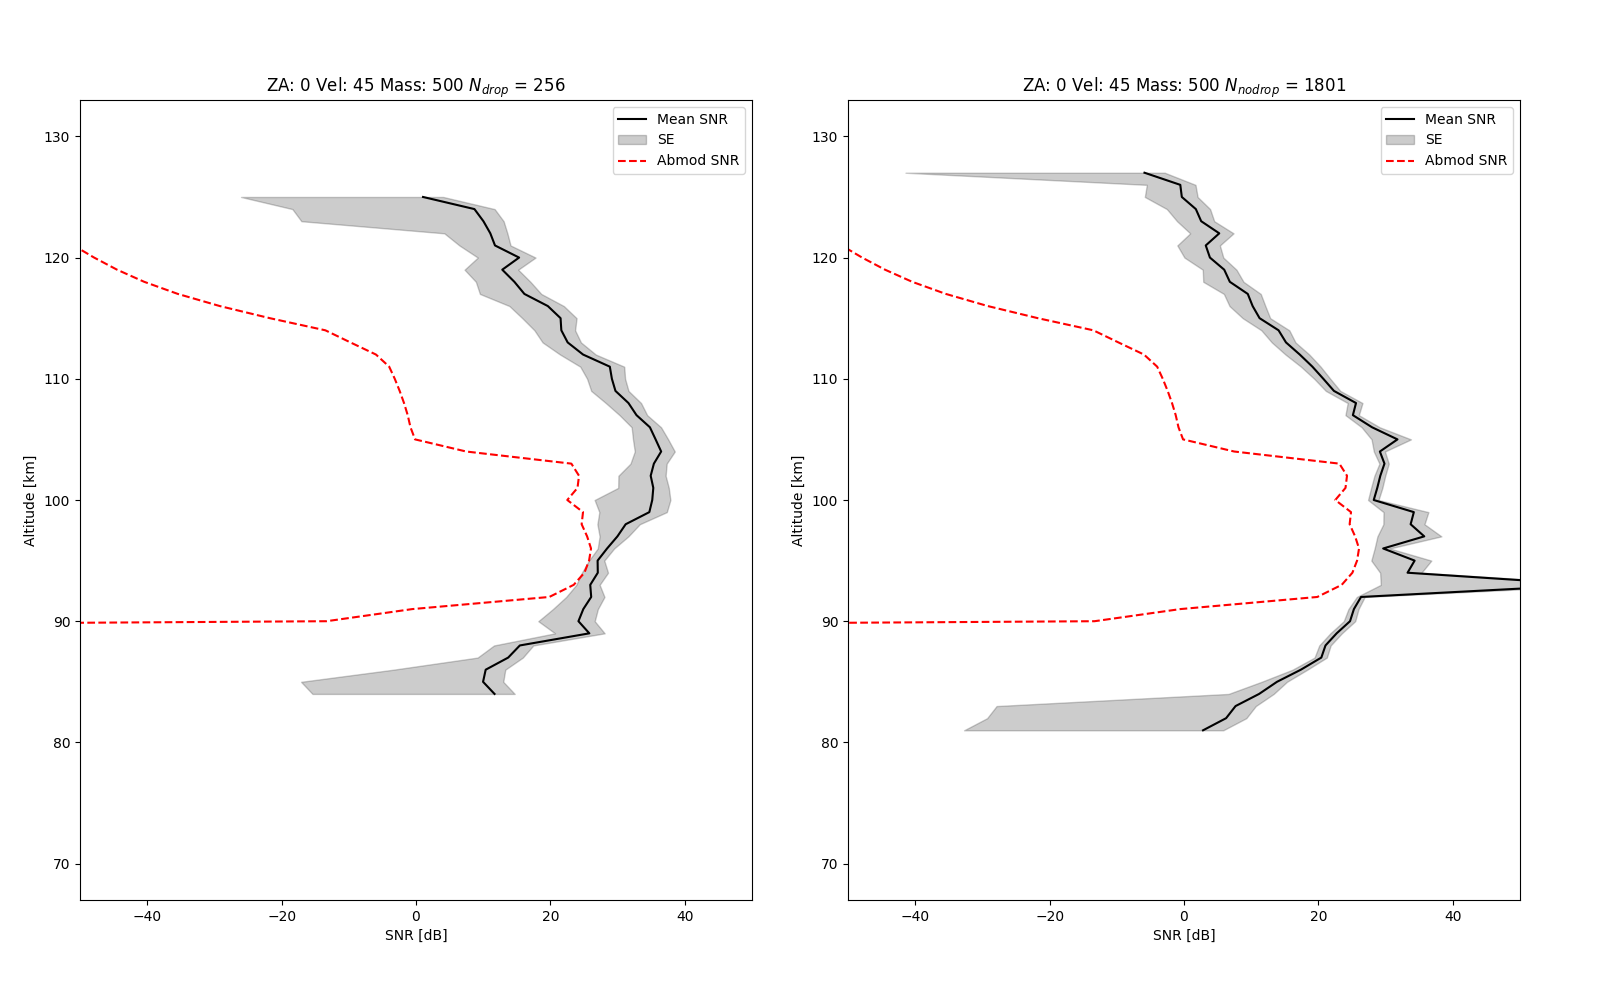 ZA: 0 Vel: 45 Mass: 500 N_drop = 256
Mean SNR
SE
Abmod SNR
130
120
110
100
90
80
70
Altitude [km]
−40
−20
0
20
40
SNR [dB]
ZA: 0 Vel: 45 Mass: 500 N_nodrop = 1801
Mean SNR
SE
Abmod SNR
130
120
110
100
90
80
70
Altitude [km]
−40
−20
0
20
40
SNR [dB]